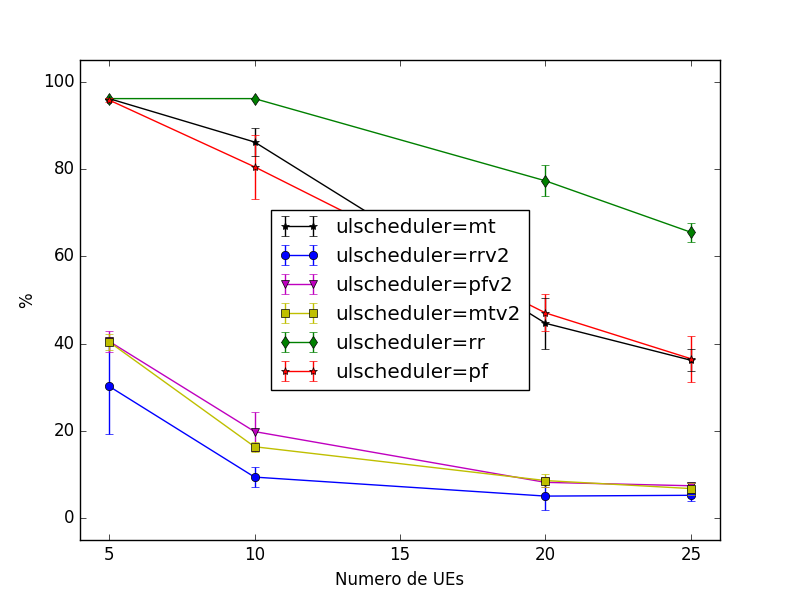 100
80
60
40
20
0
%
ulscheduler=mt
ulscheduler=rrv2
ulscheduler=pfv2
ulscheduler=mtv2
ulscheduler=rr
ulscheduler=pf
5 10 15 20 25
Numero de UEs